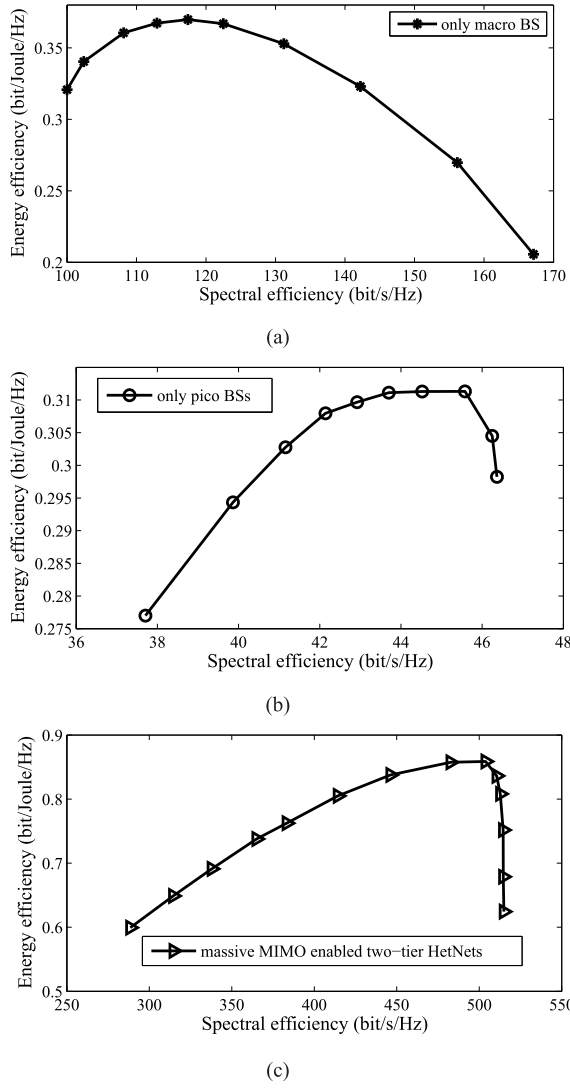 only macro BS
Energy efficiency (bit/Joule/Hz)
0.35
0.3
0.25
0.2
100 110 120 130 140 150 160 170
Spectral efficiency (bit/s/Hz)
(a)
only pico BSs
Energy efficiency (bit/Joule/Hz)
0.31
0.305
0.3
0.295
0.29
0.285
0.28
0.275
36 38 40 42 44 46 48
Spectral efficiency (bit/s/Hz)
(b)
Energy efficiency (bit/Joule/Hz)
0.9
0.8
0.7
0.6
0.5
massive MIMO enabled two−tier HetNets
250 300 350 400 450 500 550
Spectral efficiency (bit/s/Hz)
(c)